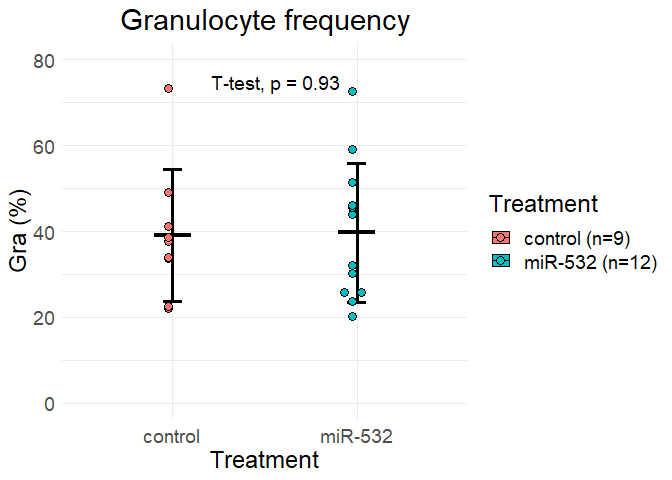 Granulocyte frequency
80
60
40
20
0
Gra (%)
T-test, p = 0.93
control
miR-532
Treatment
Treatment
control (n=9)
miR-532 (n=12)